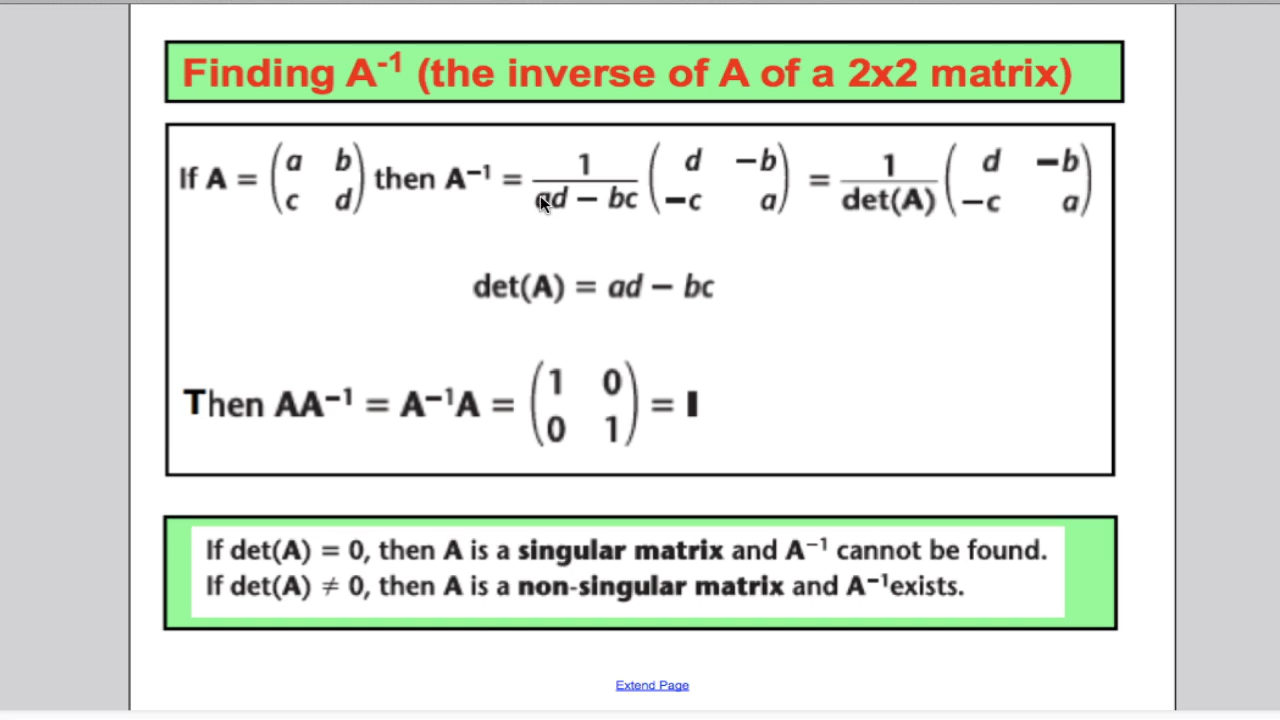 Finding A⁻¹ (the inverse of A of a 2x2 matrix)
If A = (a b; c d) then A⁻¹ = 1/(ad − bc) (d −b; −c a) = 1/det(A) (d −b; −c a)
det(A) = ad − bc
Then AA⁻¹ = A⁻¹A = (1 0; 0 1) = I
If det(A) = 0, then A is a singular matrix and A⁻¹ cannot be found.
If det(A) ≠ 0, then A is a non-singular matrix and A⁻¹exists.
Extend Page